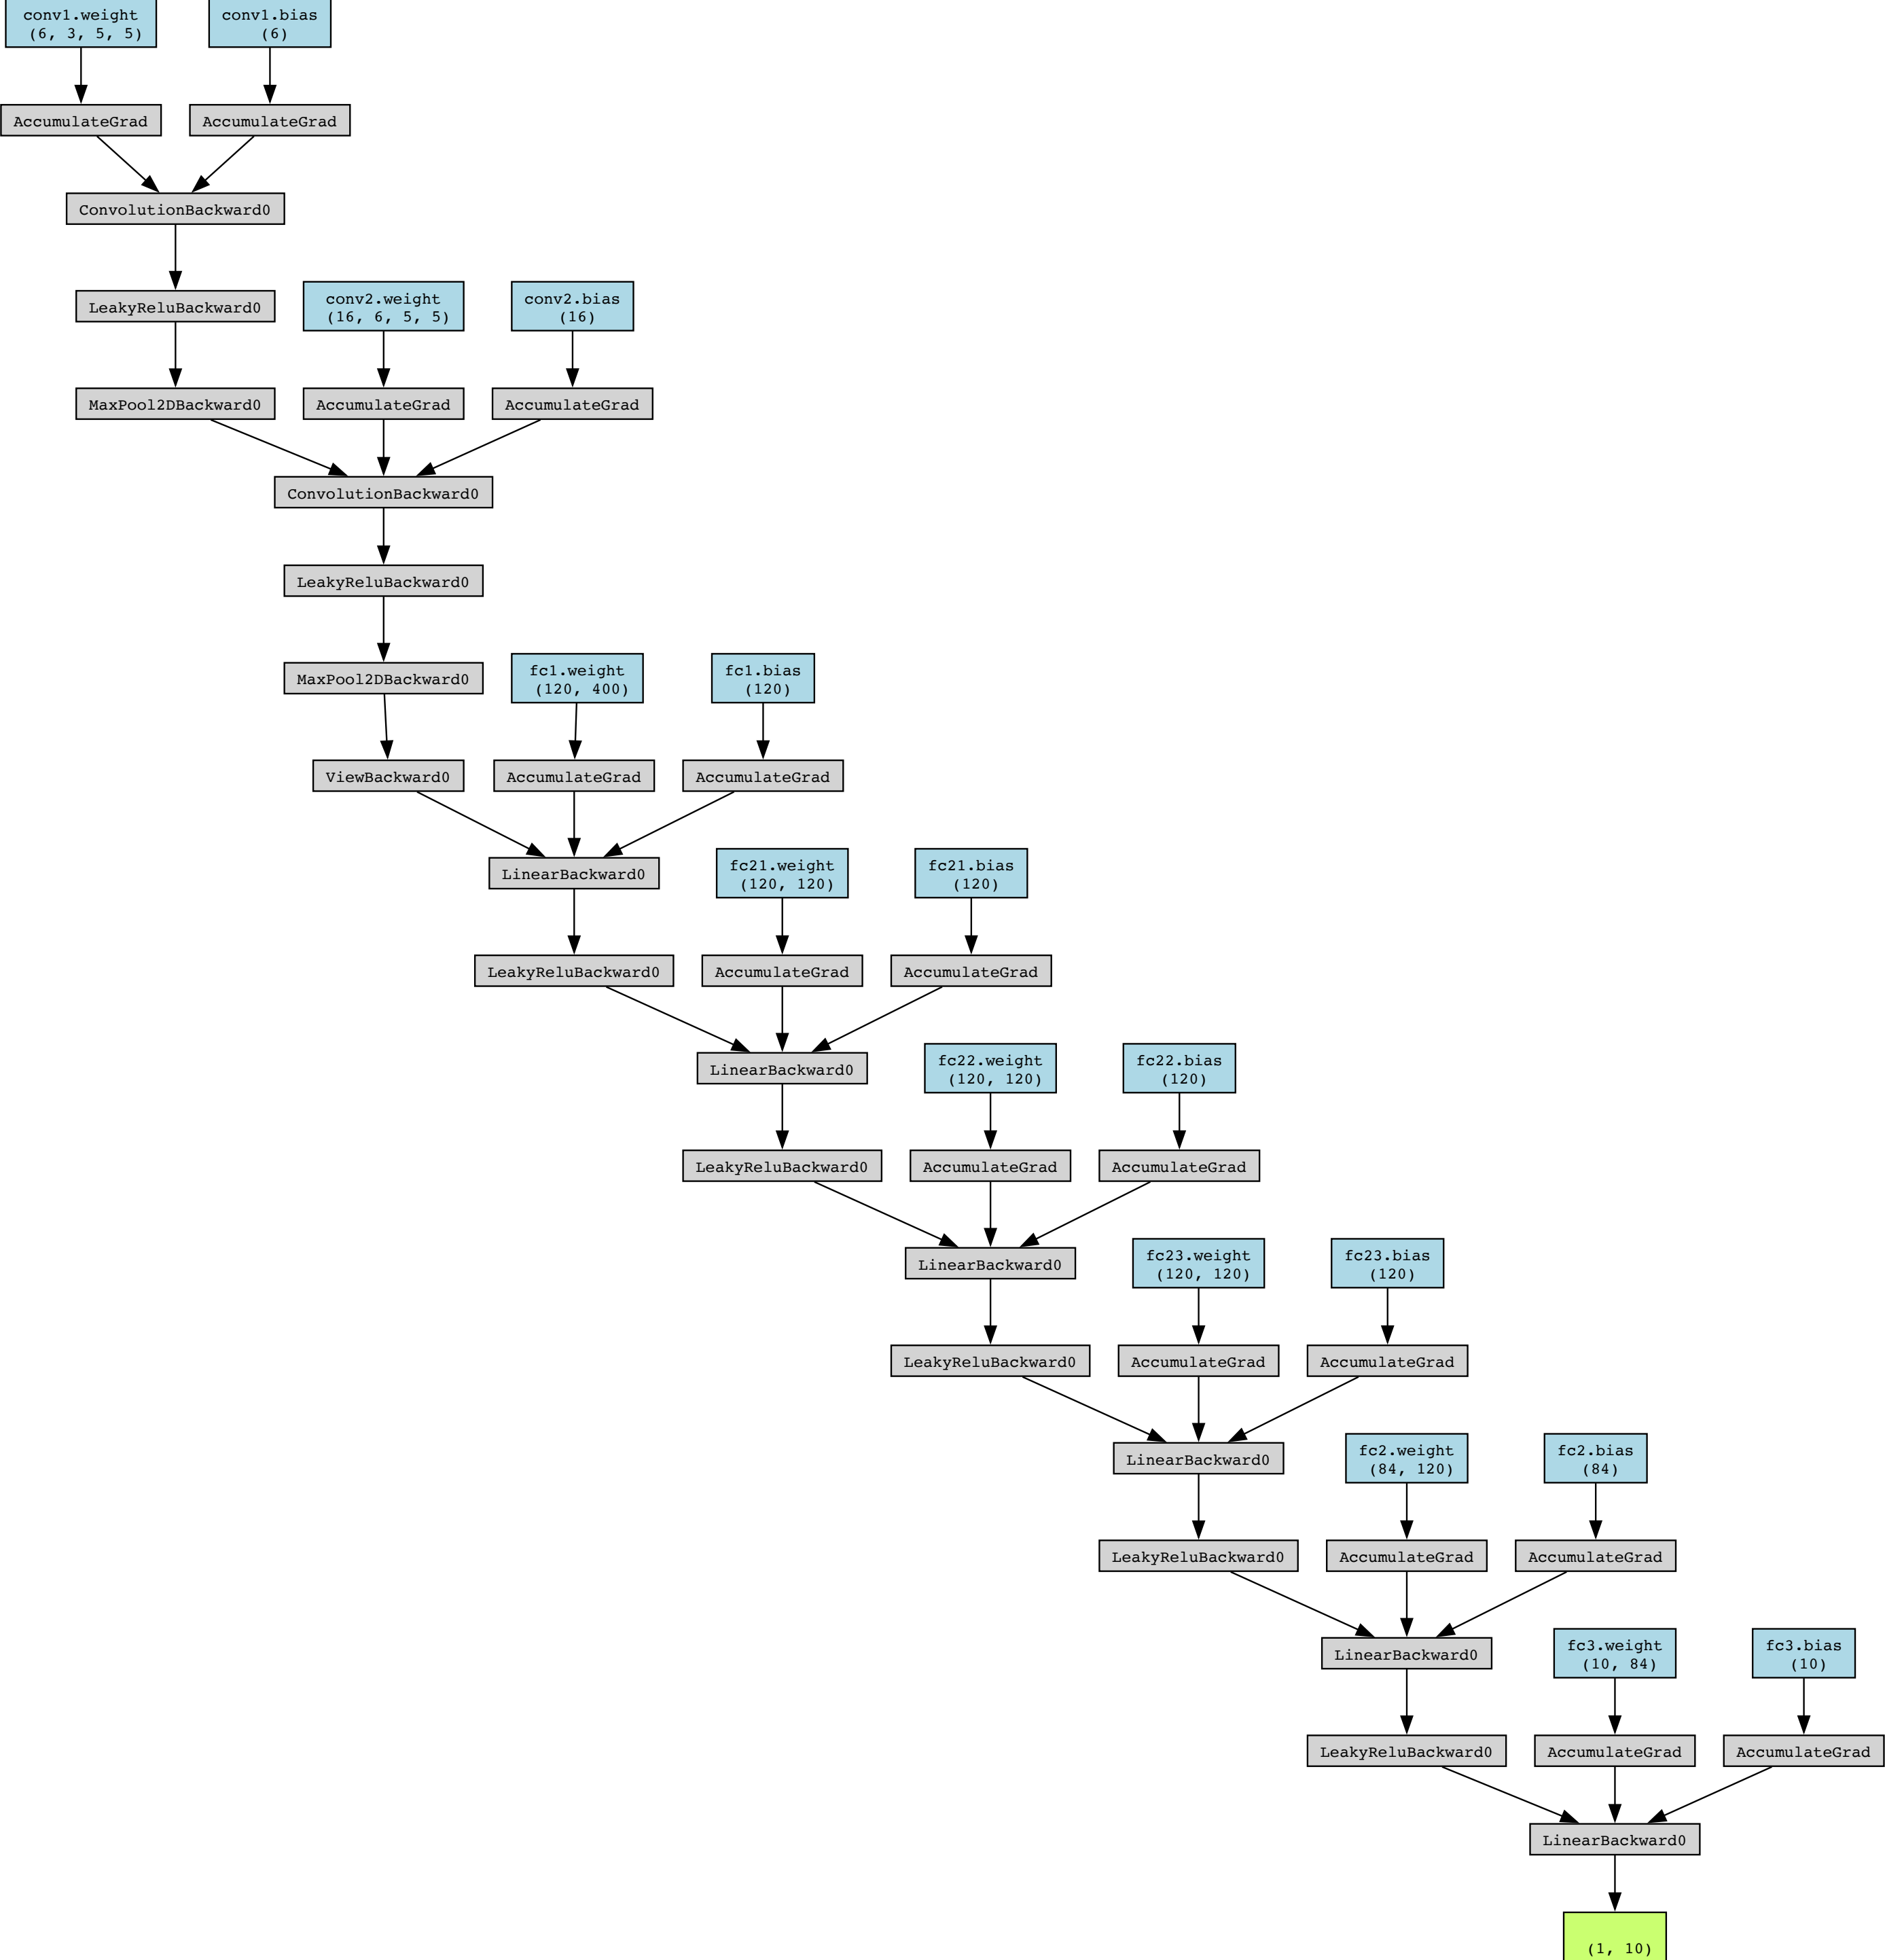 conv1.weight
(6, 3, 5, 5)
conv1.bias
(6)
AccumulateGrad
AccumulateGrad
ConvolutionBackward0
LeakyReluBackward0
conv2.weight
(16, 6, 5, 5)
conv2.bias
(16)
MaxPool2DBackward0
AccumulateGrad
AccumulateGrad
ConvolutionBackward0
LeakyReluBackward0
MaxPool2DBackward0
fc1.weight
(120, 400)
fc1.bias
(120)
ViewBackward0
AccumulateGrad
AccumulateGrad
LinearBackward0
fc21.weight
(120, 120)
fc21.bias
(120)
LeakyReluBackward0
AccumulateGrad
AccumulateGrad
LinearBackward0
fc22.weight
(120, 120)
fc22.bias
(120)
LeakyReluBackward0
AccumulateGrad
AccumulateGrad
LinearBackward0
fc23.weight
(120, 120)
fc23.bias
(120)
LeakyReluBackward0
AccumulateGrad
AccumulateGrad
LinearBackward0
fc2.weight
(84, 120)
fc2.bias
(84)
LeakyReluBackward0
AccumulateGrad
AccumulateGrad
LinearBackward0
fc3.weight
(10, 84)
fc3.bias
(10)
LeakyReluBackward0
AccumulateGrad
AccumulateGrad
LinearBackward0
(1, 10)